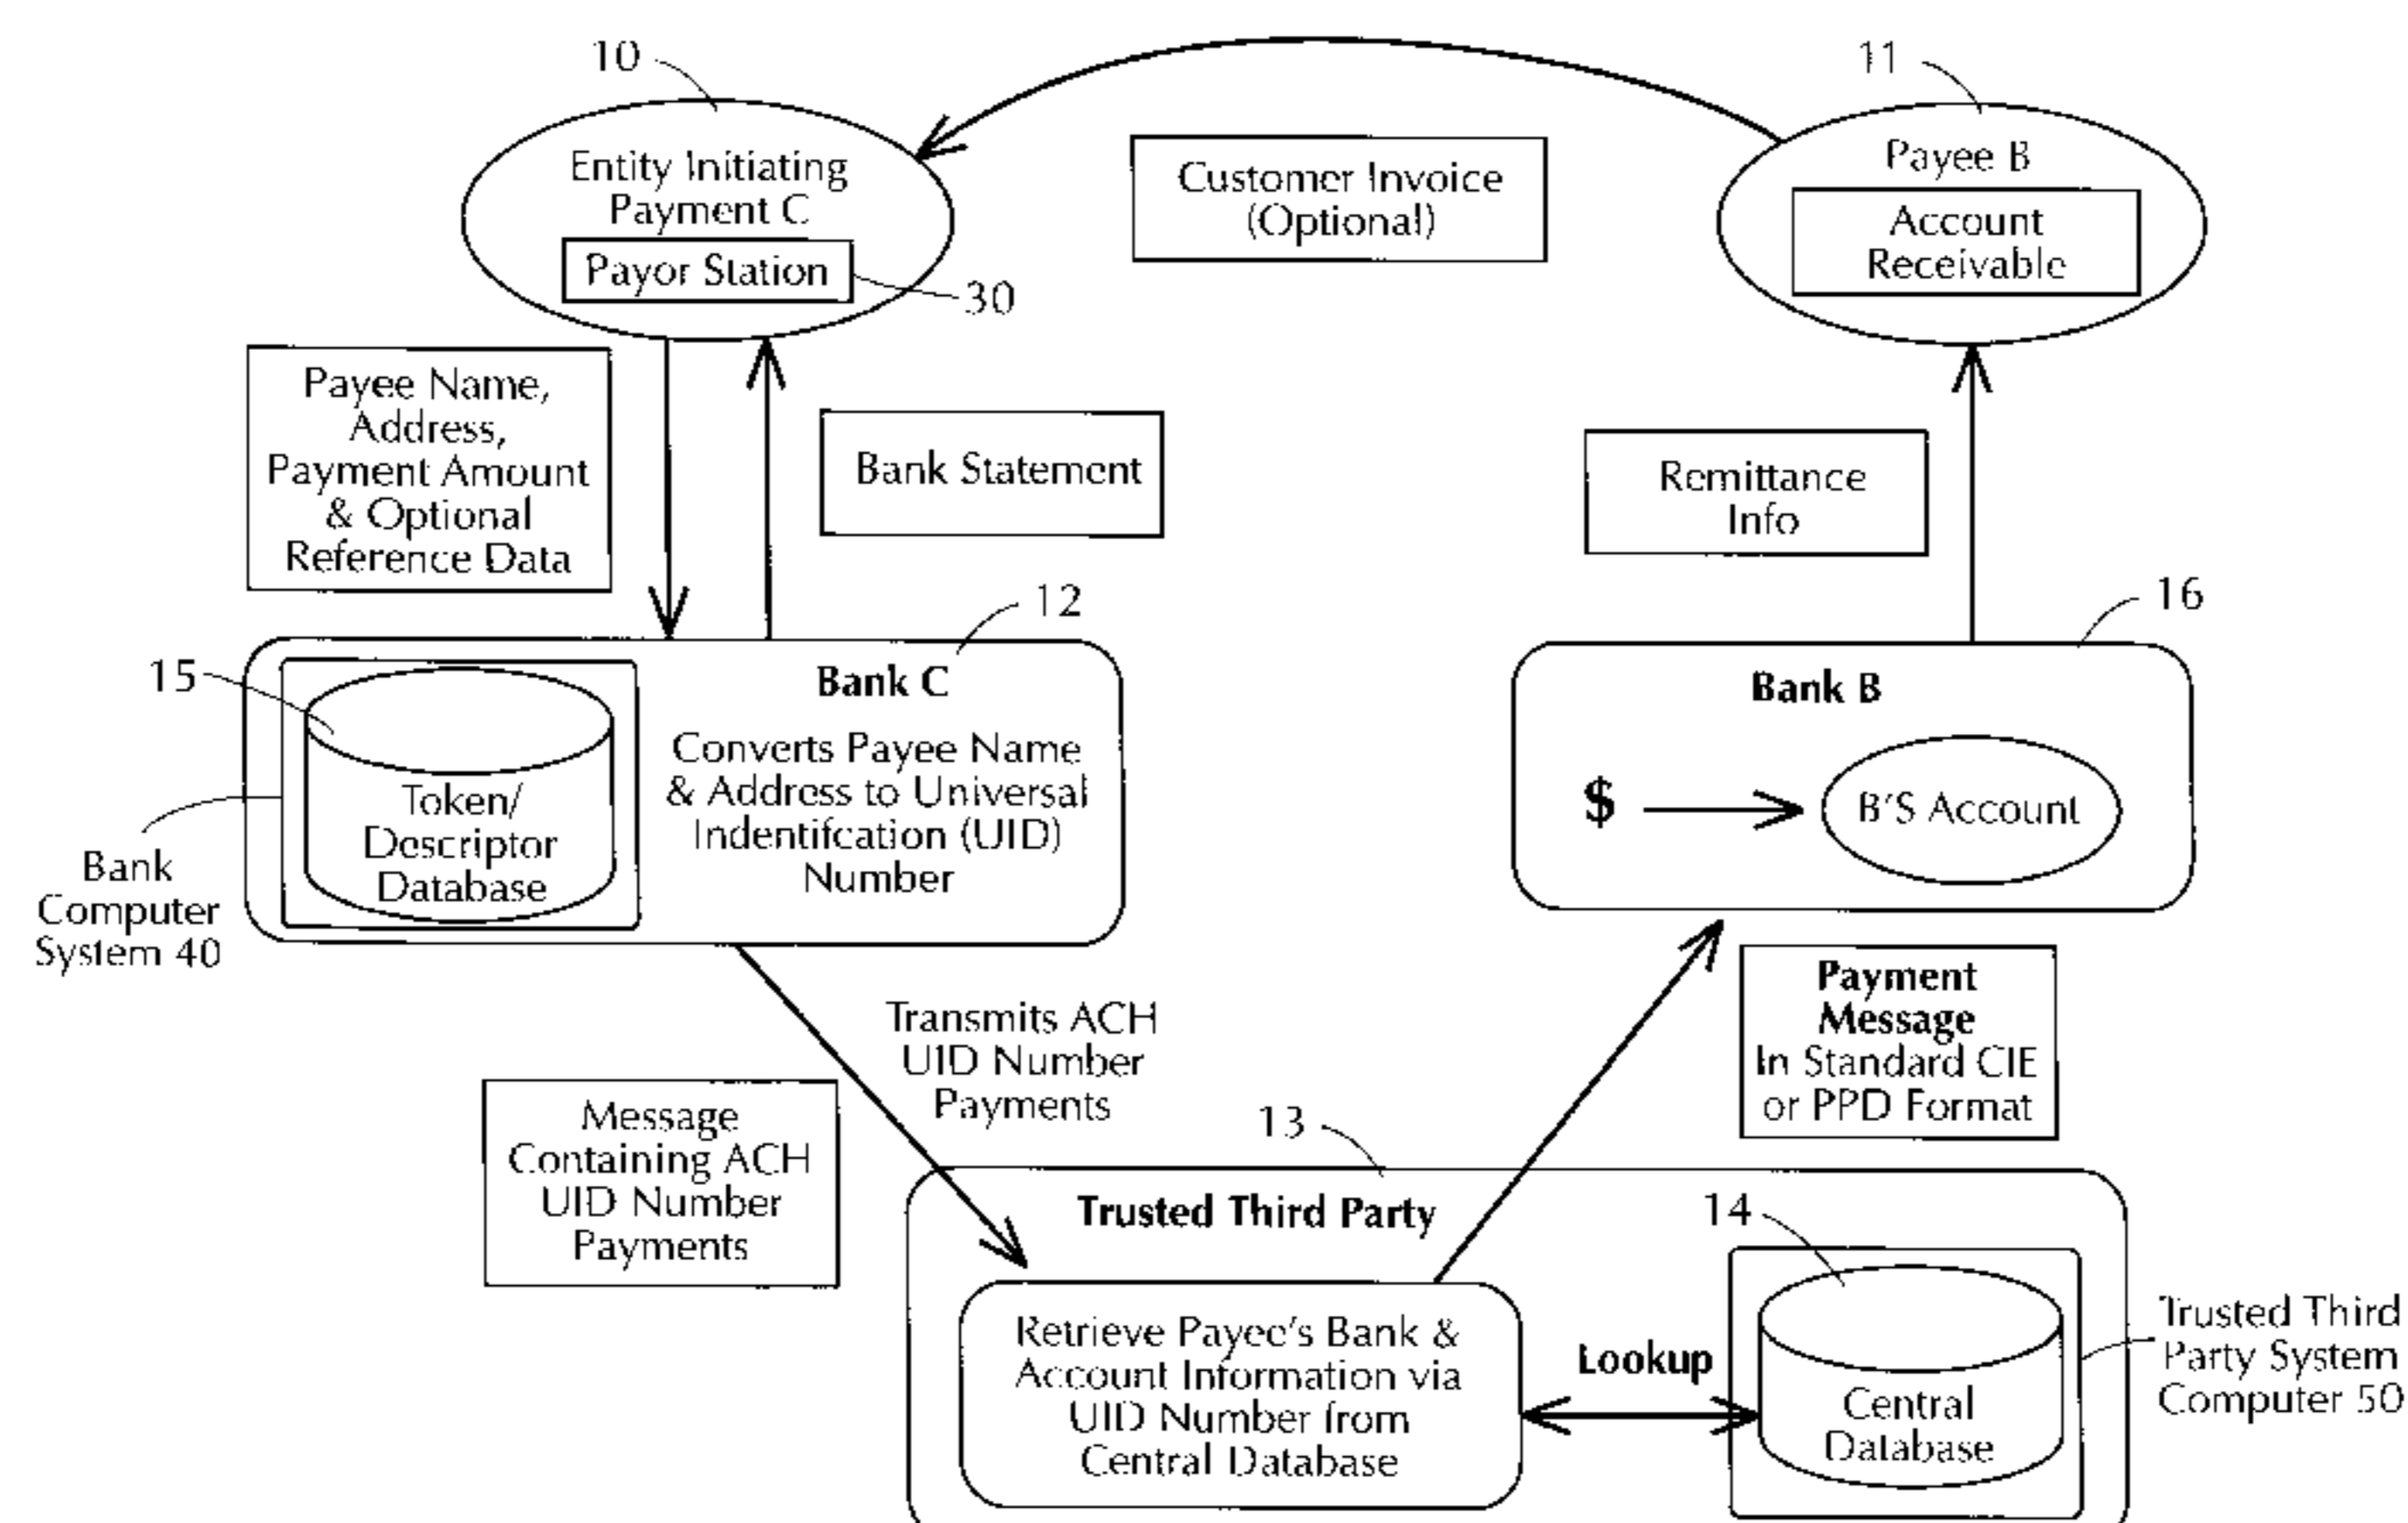 10
Entity Initiating
Payment C
Payor Station
30
Customer Invoice
(Optional)
11
Payee B
Account
Receivable
Payee Name,
Address,
Payment Amount
& Optional
Reference Data
Bank Statement
Remittance
Info
12
15
Bank C
Converts Payee Name
& Address to Universal
Indentifcation (UID)
Number
Token/
Descriptor
Database
Bank
Computer
System 40
16
Bank B
$
B'S Account
Transmits ACH
UID Number
Payments
Message
Containing ACH
UID Number
Payments
Payment
Message
In Standard CIE
or PPD Format
13
Trusted Third Party
14
Retrieve Payee's Bank &
Account Information via
UID Number from
Central Database
Lookup
Central
Database
Trusted Third
Party System
Computer 50